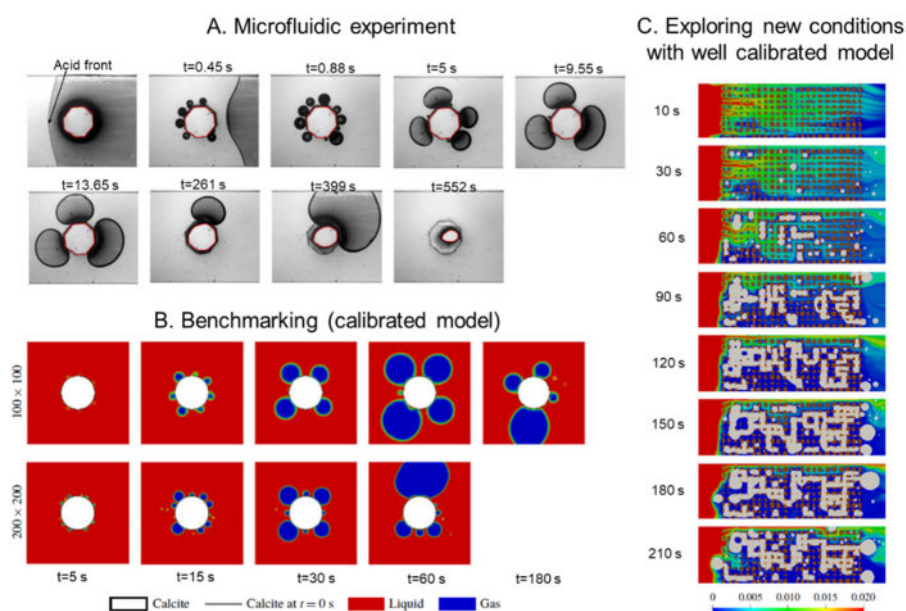 A. Microfluidic experiment
Acid front
t=0.45 s
t=0.88 s
t=5 s
t=9.55 s
t=13.65 s
t=261 s
t=399 s
t=552 s
B. Benchmarking (calibrated model)
100 × 100
200 × 200
t=5 s
t=15 s
t=30 s
t=60 s
t=180 s
Calcite
Calcite at t = 0 s
Liquid
Gas
C. Exploring new conditions
with well calibrated model
10 s
30 s
60 s
90 s
120 s
150 s
180 s
210 s
0 0.005 0.010 0.020